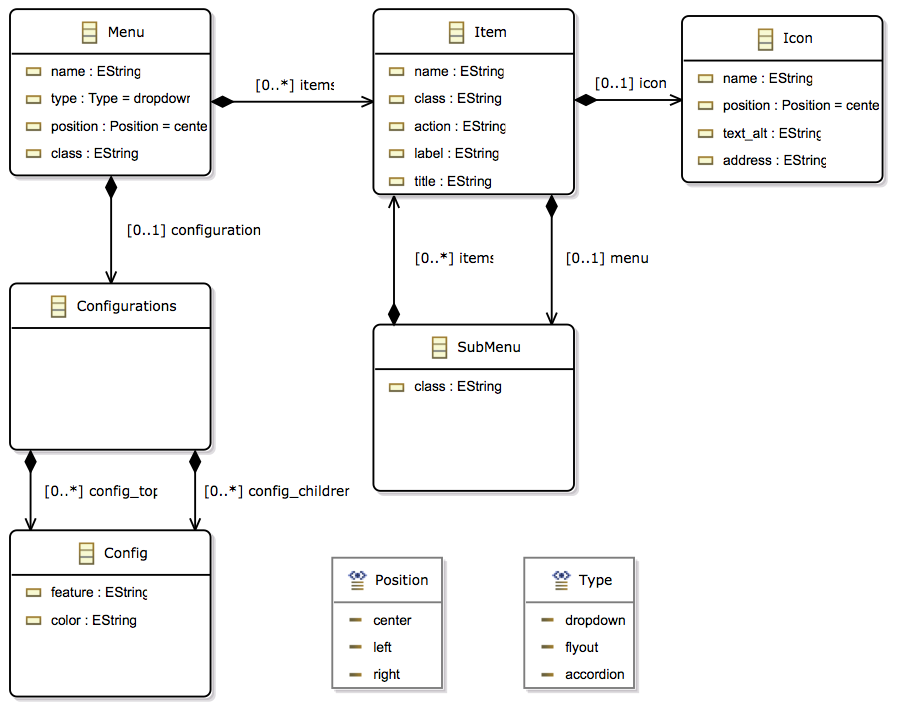 Menu
name : EString
type : Type = dropdown
position : Position = cente
class : EString
[0..*] items
Item
name : EString
class : EString
action : EString
label : EString
title : EString
[0..1] icon
Icon
name : EString
position : Position = cente
text_alt : EString
address : EString
[0..1] configuration
[0..*] items
[0..1] menu
Configurations
SubMenu
class : EString
[0..*] config_top
[0..*] config_children
Config
feature : EString
color : EString
Position
center
left
right
Type
dropdown
flyout
accordion